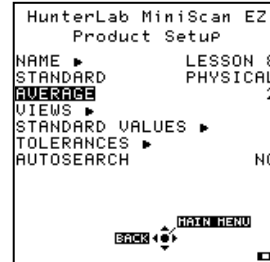 HunterLab MiniScan EZ
Product Setup
NAME ▶ LESSON 8
STANDARD PHYSICAL
AVERAGE 2
VIEWS ▶
STANDARD VALUES ▶
TOLERANCES ▶
AUTOSEARCH NO
MAIN MENU
BACK